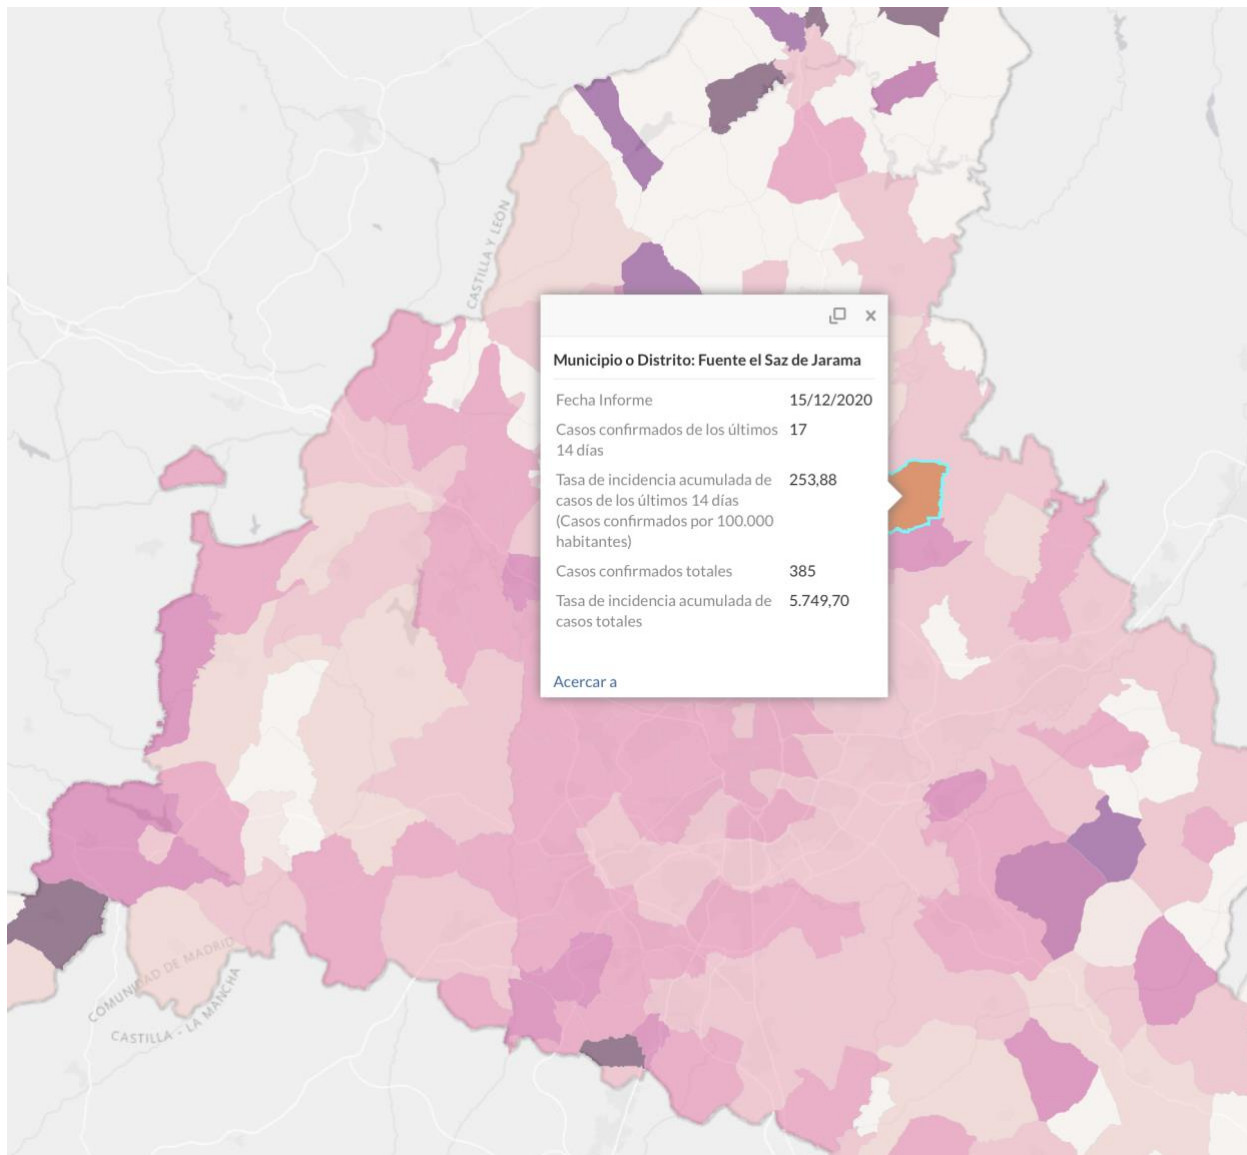 CASTILLA Y LEÓN
Municipio o Distrito: Fuente el Saz de Jarama
Fecha Informe 15/12/2020
Casos confirmados de los últimos 17
14 días
Tasa de incidencia acumulada de 253,88
casos de los últimos 14 días
(Casos confirmados por 100.000
habitantes)
Casos confirmados totales 385
Tasa de incidencia acumulada de 5.749,70
casos totales
Acercar a
COMUNIDAD DE MADRID
CASTILLA - LA MANCHA